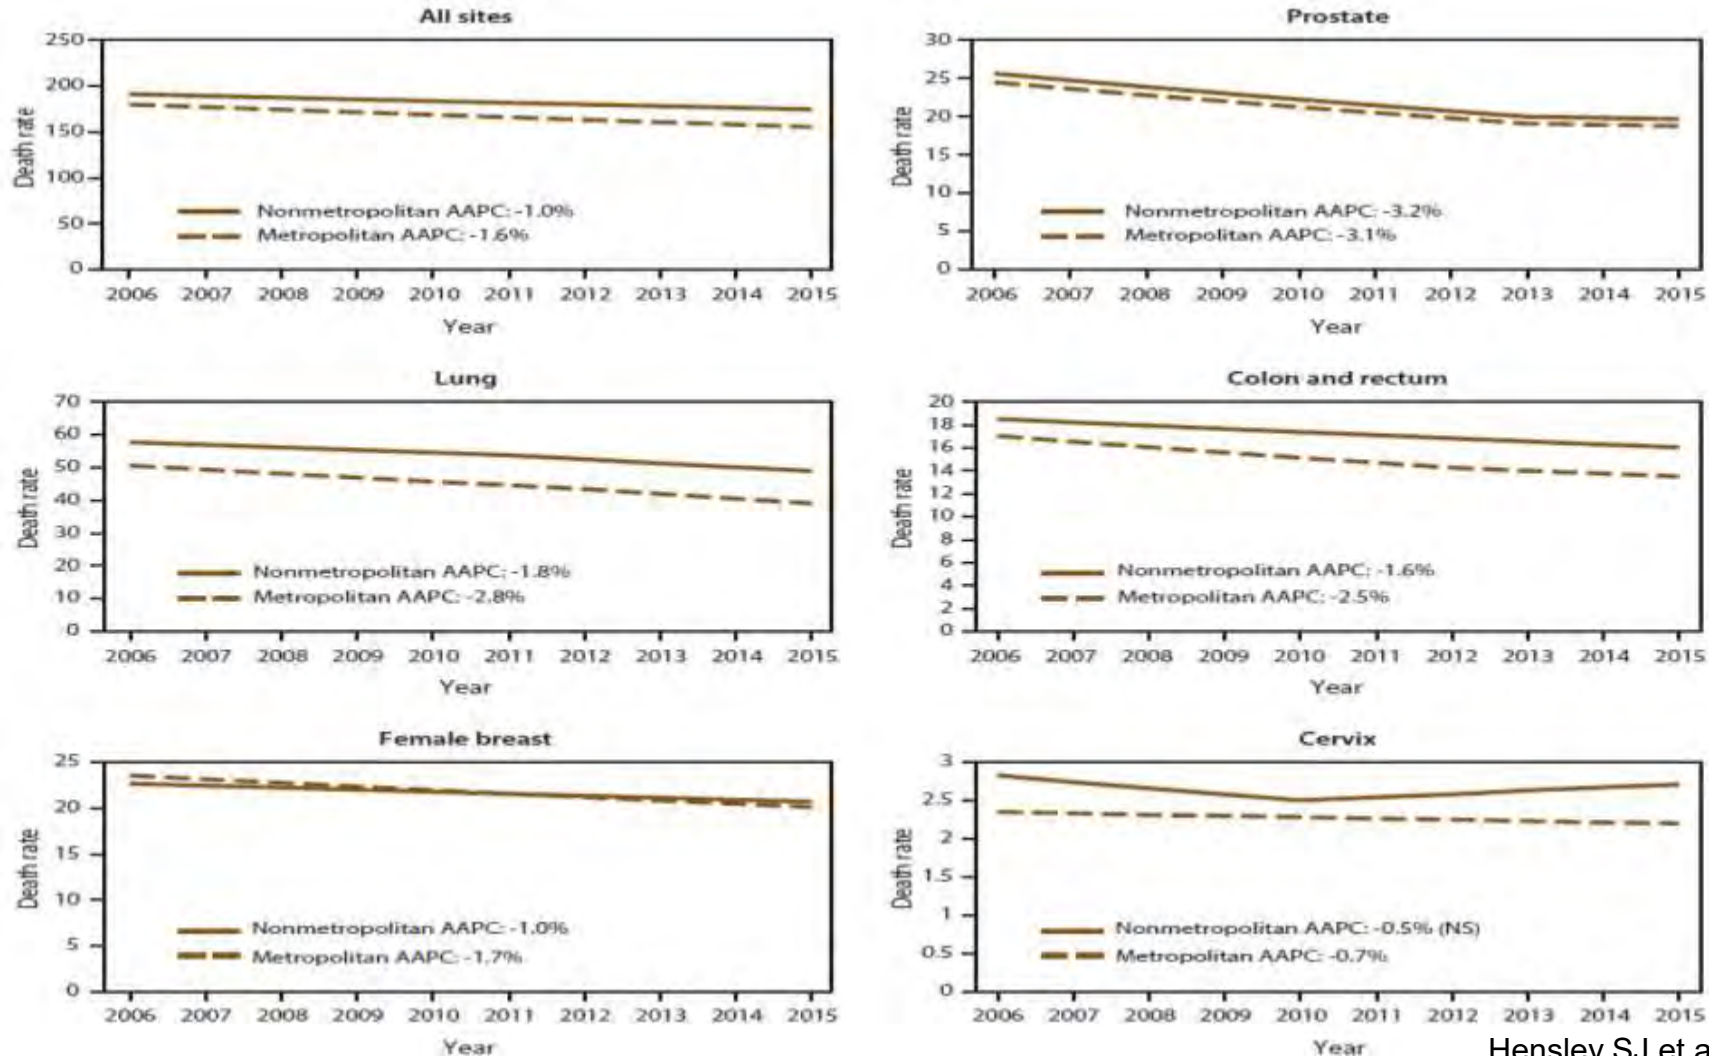 All sites
250
200
150
100
50
0
Death rate
Nonmetropolitan AAPC: -1.0%
Metropolitan AAPC: -1.6%
2006 2007 2008 2009 2010 2011 2012 2013 2014 2015
Year
Prostate
30
25
20
15
10
5
0
Death rate
Nonmetropolitan AAPC: -3.2%
Metropolitan AAPC: -3.1%
2006 2007 2008 2009 2010 2011 2012 2013 2014 2015
Year
Lung
70
60
50
40
30
20
10
0
Death rate
Nonmetropolitan AAPC: -1.8%
Metropolitan AAPC: -2.8%
2006 2007 2008 2009 2010 2011 2012 2013 2014 2015
Year
Colon and rectum
20
18
16
14
12
10
8
6
4
2
0
Death rate
Nonmetropolitan AAPC: -1.6%
Metropolitan AAPC: -2.5%
2006 2007 2008 2009 2010 2011 2012 2013 2014 2015
Year
Female breast
25
20
15
10
5
0
Death rate
Nonmetropolitan AAPC: -1.0%
Metropolitan AAPC: -1.7%
2006 2007 2008 2009 2010 2011 2012 2013 2014 2015
Year
Cervix
3
2.5
2
1.5
1
0.5
0
Death rate
Nonmetropolitan AAPC: -0.5% (NS)
Metropolitan AAPC: -0.7%
2006 2007 2008 2009 2010 2011 2012 2013 2014 2015
Year
Hensley SJ et a